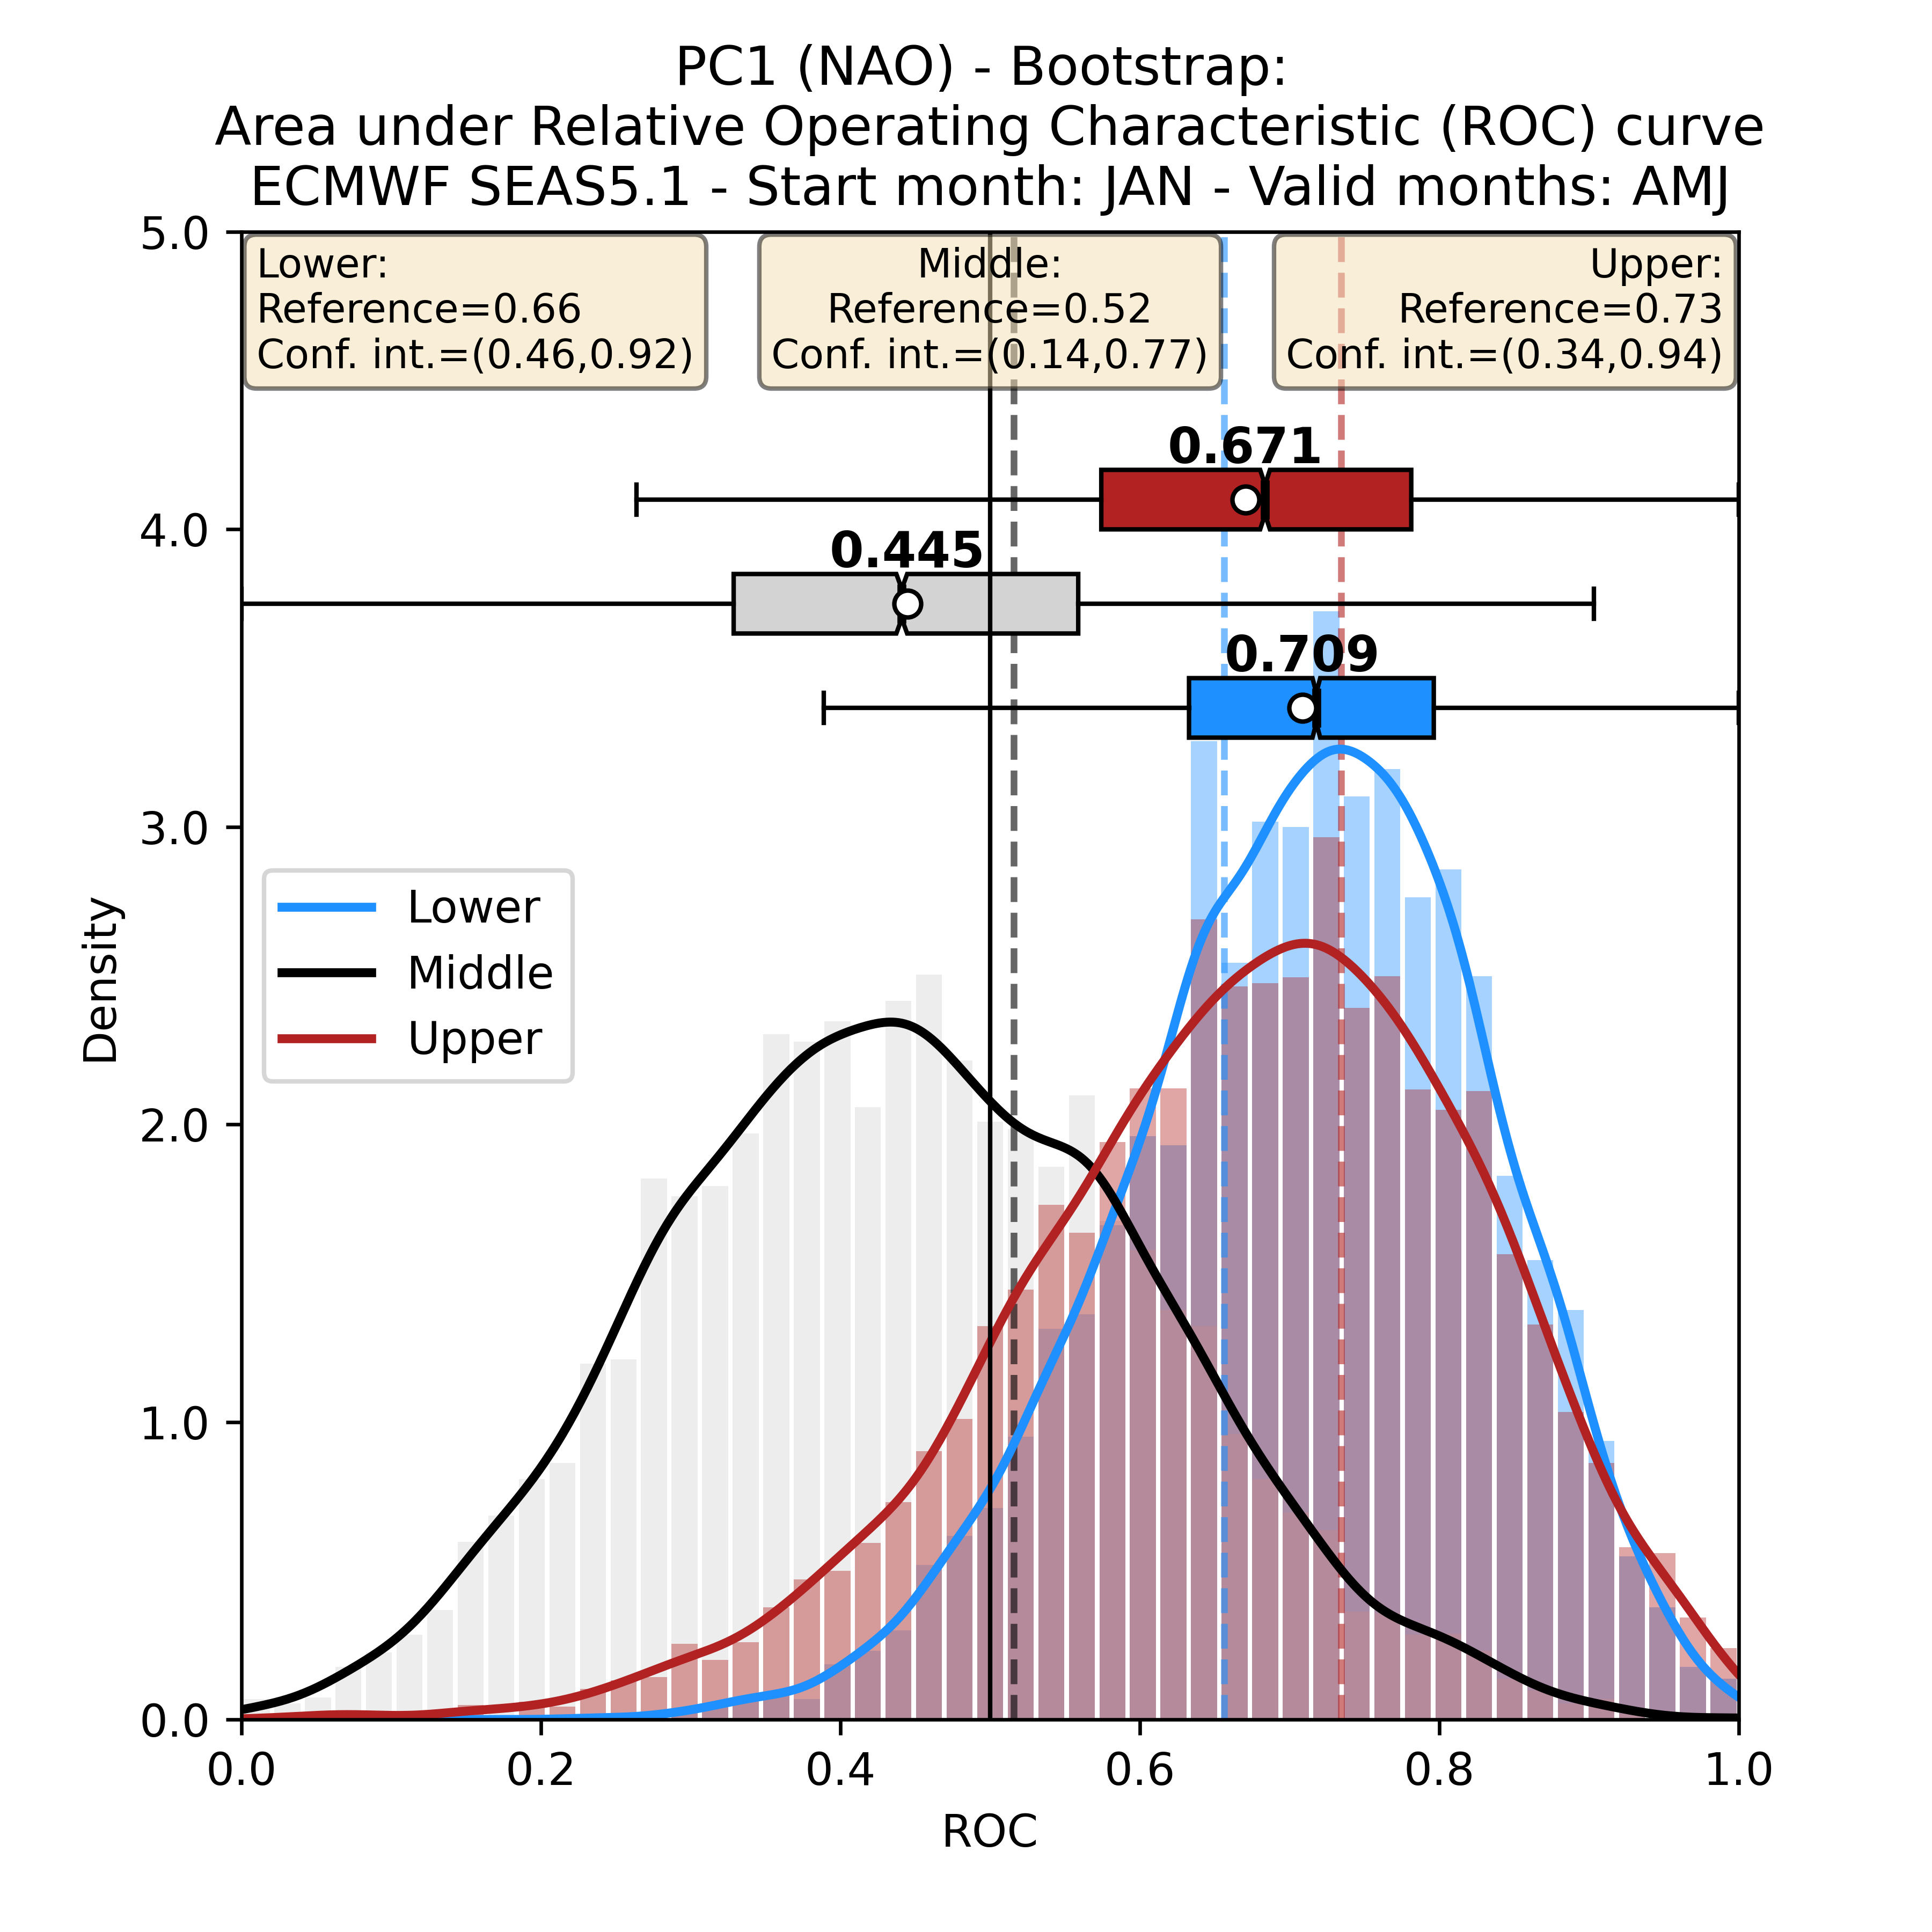 PC1 (NAO) - Bootstrap:
Area under Relative Operating Characteristic (ROC) curve
ECMWF SEAS5.1 - Start month: JAN - Valid months: AMJ
Lower:
Reference=0.66
Conf. int.=(0.46,0.92)
Middle:
Reference=0.52
Conf. int.=(0.14,0.77)
Upper:
Reference=0.73
Conf. int.=(0.34,0.94)
0.671
0.445
0.709
Lower
Middle
Upper
Density
5.0
4.0
3.0
2.0
1.0
0.0
0.0 0.2 0.4 0.6 0.8 1.0
ROC